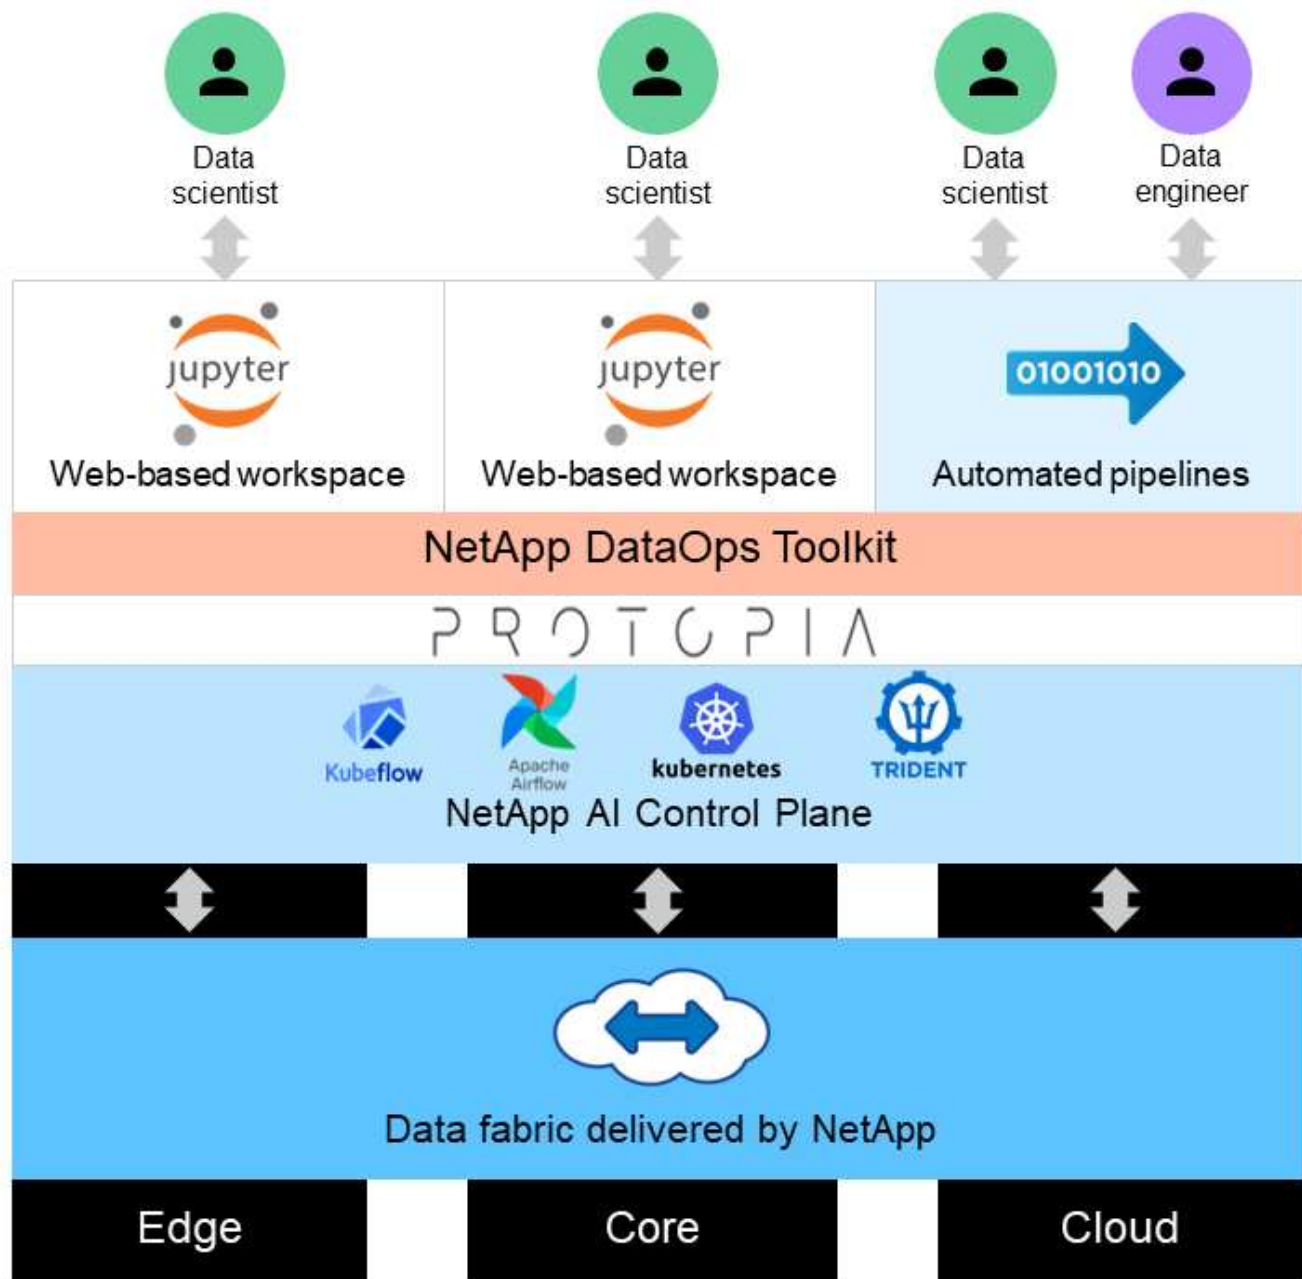 Data
scientist
Data
scientist
Data
scientist
Data
engineer
jupyter
Web-based workspace
jupyter
Web-based workspace
01001010
Automated pipelines
NetApp DataOps Toolkit
PROTOPIA
Kubeflow
Apache
Airflow
kubernetes
TRIDENT
NetApp AI Control Plane
Data fabric delivered by NetApp
Edge
Core
Cloud